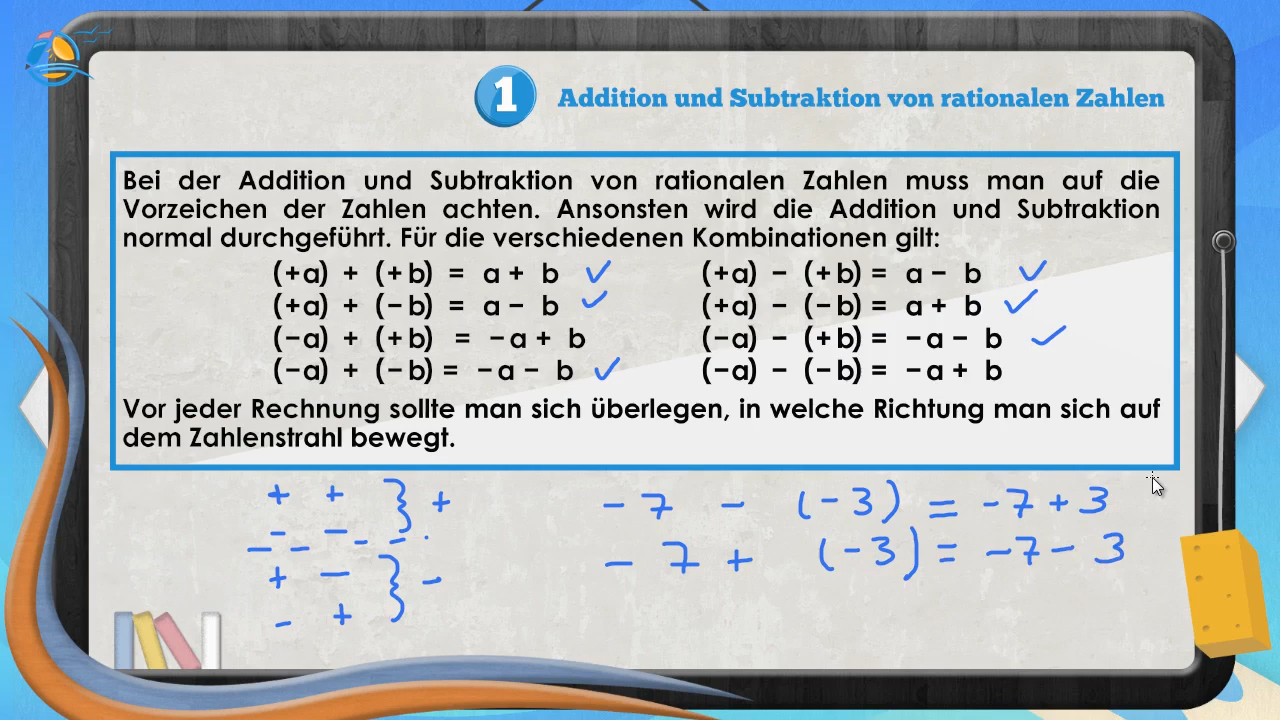 1 Addition und Subtraktion von rationalen Zahlen
Bei der Addition und Subtraktion von rationalen Zahlen muss man auf die
Vorzeichen der Zahlen achten. Ansonsten wird die Addition und Subtraktion
normal durchgeführt. Für die verschiedenen Kombinationen gilt:
(+a) + (+b) = a + b ✓ (+a) − (+b) = a − b ✓
(+a) + (−b) = a − b ✓ (+a) − (−b) = a + b ✓
(−a) + (+b) = −a + b (−a) − (+b) = −a − b ✓
(−a) + (−b) = −a − b ✓ (−a) − (−b) = −a + b
Vor jeder Rechnung sollte man sich überlegen, in welche Richtung man sich auf
dem Zahlenstrahl bewegt.
+ + } +
− −
+ − } −
− +
− 7 − (−3) = −7 + 3
− 7 + (−3) = −7 − 3